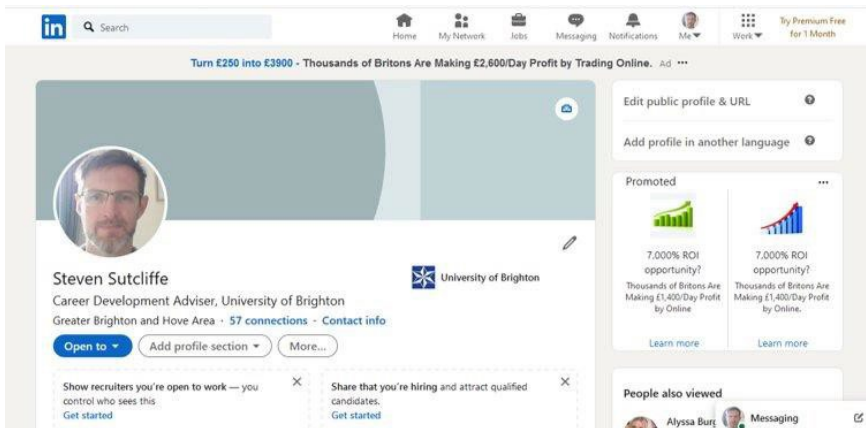 in
Search
Home
My Network
Jobs
Messaging
Notifications
Me
Work
Try Premium Free
for 1 Month
Turn £250 into £3900 - Thousands of Britons Are Making £2,600/Day Profit by Trading Online. Ad
Edit public profile & URL
Add profile in another language
Promoted
7.000% ROI
opportunity?
Thousands of Britons Are
Making £1,400/Day Profit
by Online
Learn more
7.000% ROI
opportunity?
Thousands of Britons Are
Making £1,400/Day Profit
by Online.
Learn more
Steven Sutcliffe
University of Brighton
Career Development Adviser, University of Brighton
Greater Brighton and Hove Area · 57 connections · Contact info
Open to
Add profile section
More...
Show recruiters you're open to work — you
control who sees this
Get started
Share that you're hiring and attract qualified
candidates.
Get started
People also viewed
Alyssa
Messaging